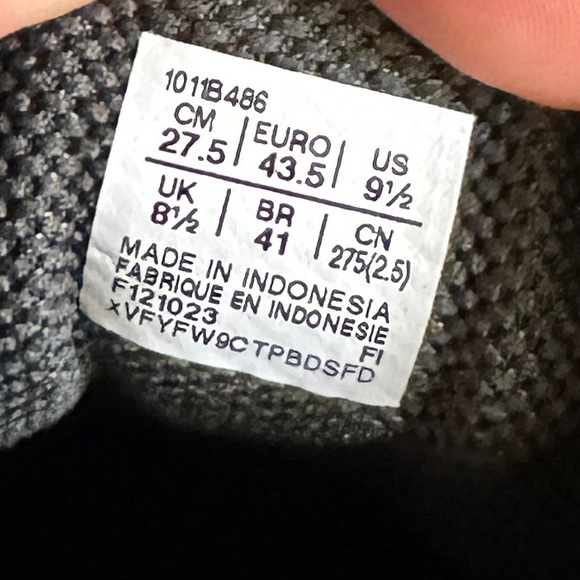 1011B486
CM 27.5 | EURO 43.5 | US 9½
UK 8½ | BR 41 | CN 275(2.5)
MADE IN INDONESIA
FABRIQUE EN INDONESIE
F121023 FI
xVFYFW9CTPBDSFD